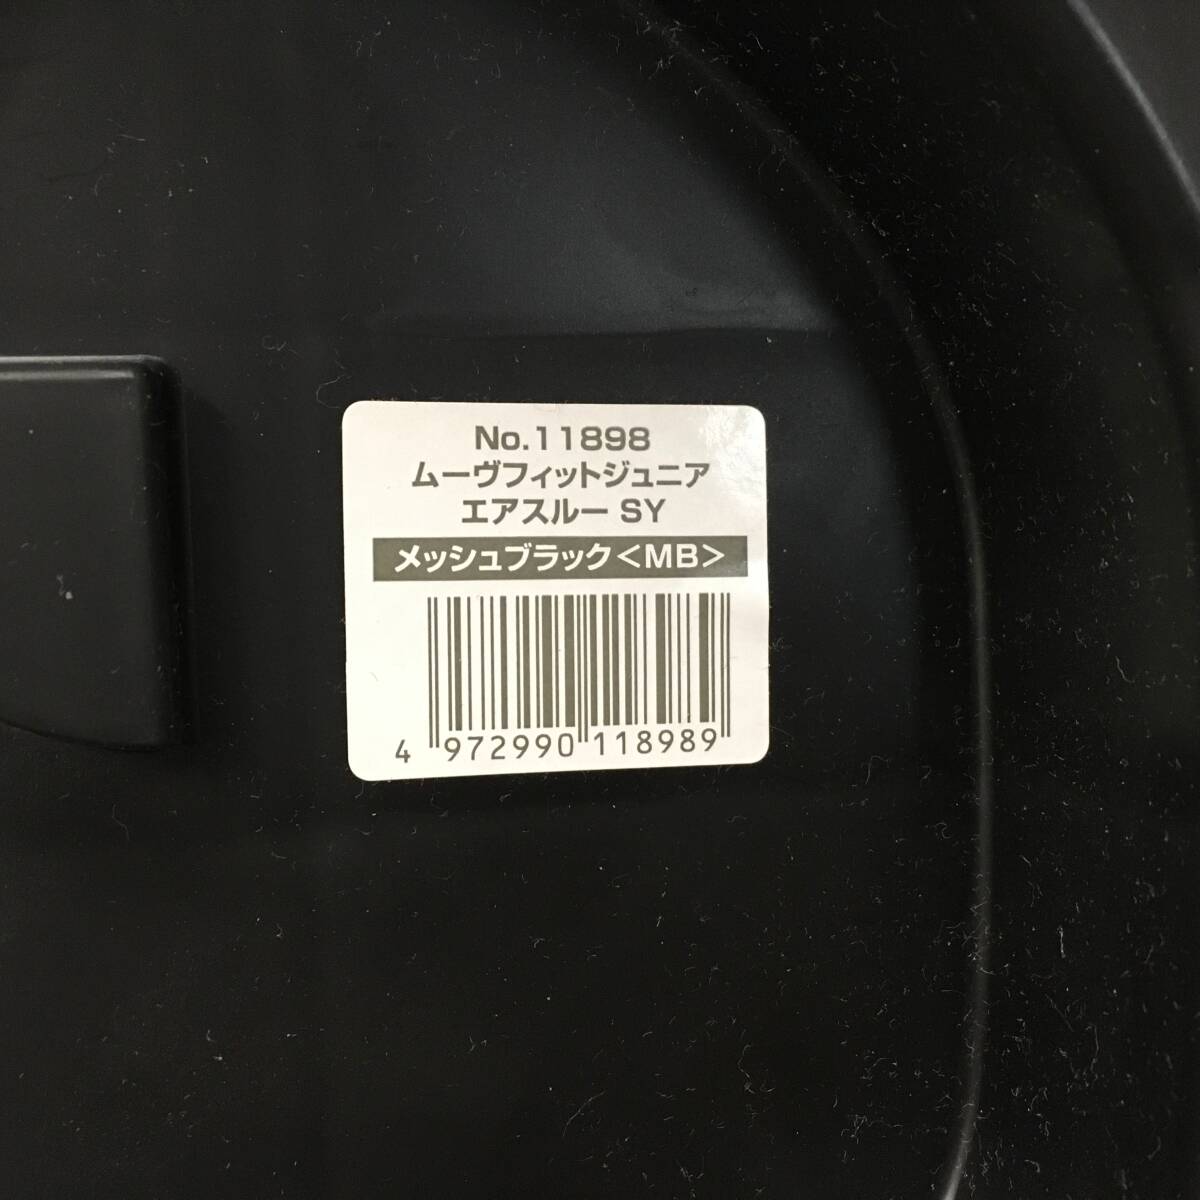 No.11898
ムーヴフィットジュニア
エアスルー SY
メッシュブラック<MB>
4 972990 118989